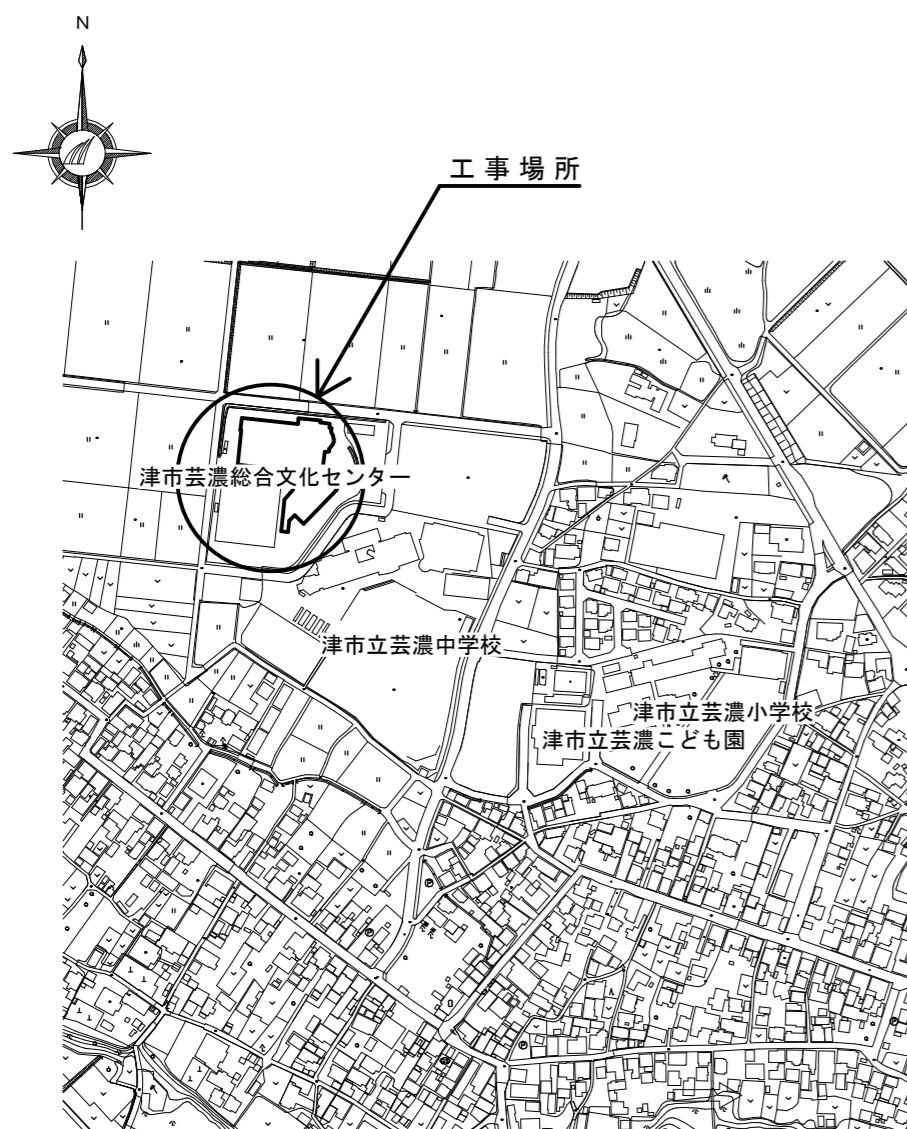 N
工事場所
津市芸濃総合文化センター
津市立芸濃中学校
津市立芸濃小学校
津市立芸濃こども園